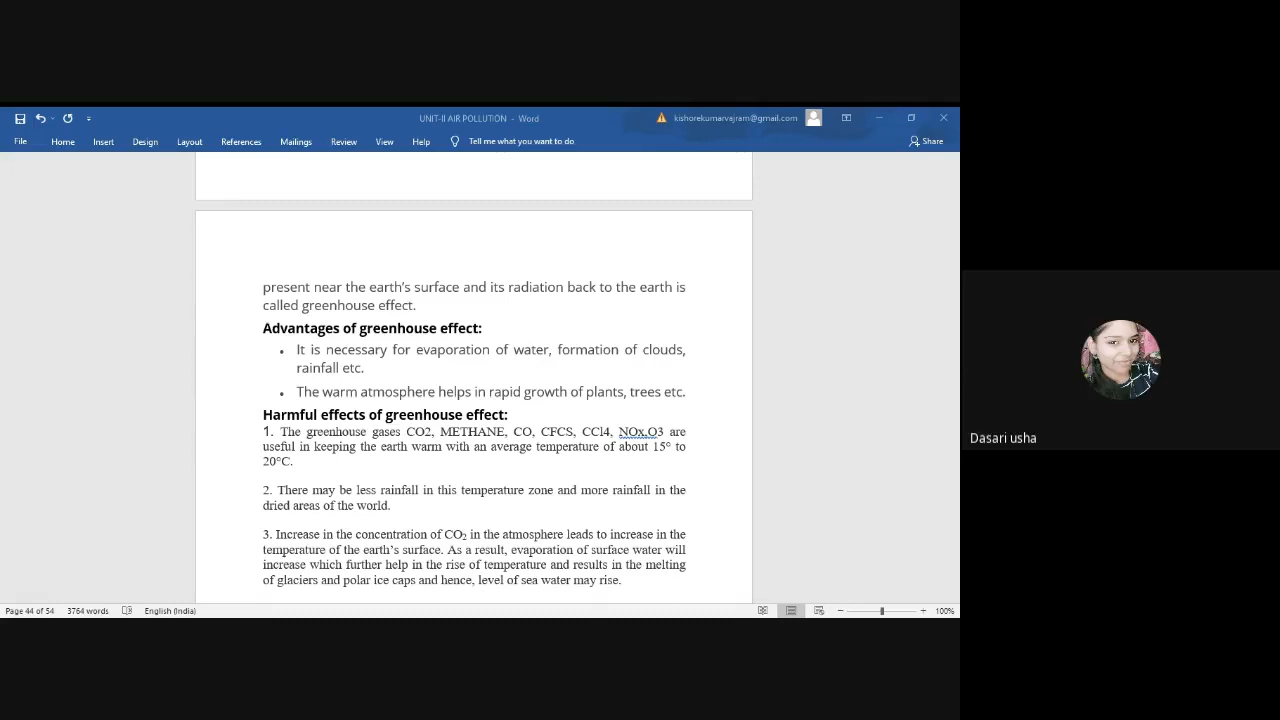 UNIT-II AIR POLLUTION - Word
kishorekumarvajram@gmail.com
File Home Insert Design Layout References Mailings Review View Help Tell me what you want to do Share
present near the earth's surface and its radiation back to the earth is
called greenhouse effect.
Advantages of greenhouse effect:
• It is necessary for evaporation of water, formation of clouds,
rainfall etc.
• The warm atmosphere helps in rapid growth of plants, trees etc.
Harmful effects of greenhouse effect:
1. The greenhouse gases CO2, METHANE, CO, CFCS, CCl4, NOx,O3 are
useful in keeping the earth warm with an average temperature of about 15° to
20°C.
2. There may be less rainfall in this temperature zone and more rainfall in the
dried areas of the world.
3. Increase in the concentration of CO₂ in the atmosphere leads to increase in the
temperature of the earth's surface. As a result, evaporation of surface water will
increase which further help in the rise of temperature and results in the melting
of glaciers and polar ice caps and hence, level of sea water may rise.
Page 44 of 54 3764 words English (India) 100%
Dasari usha